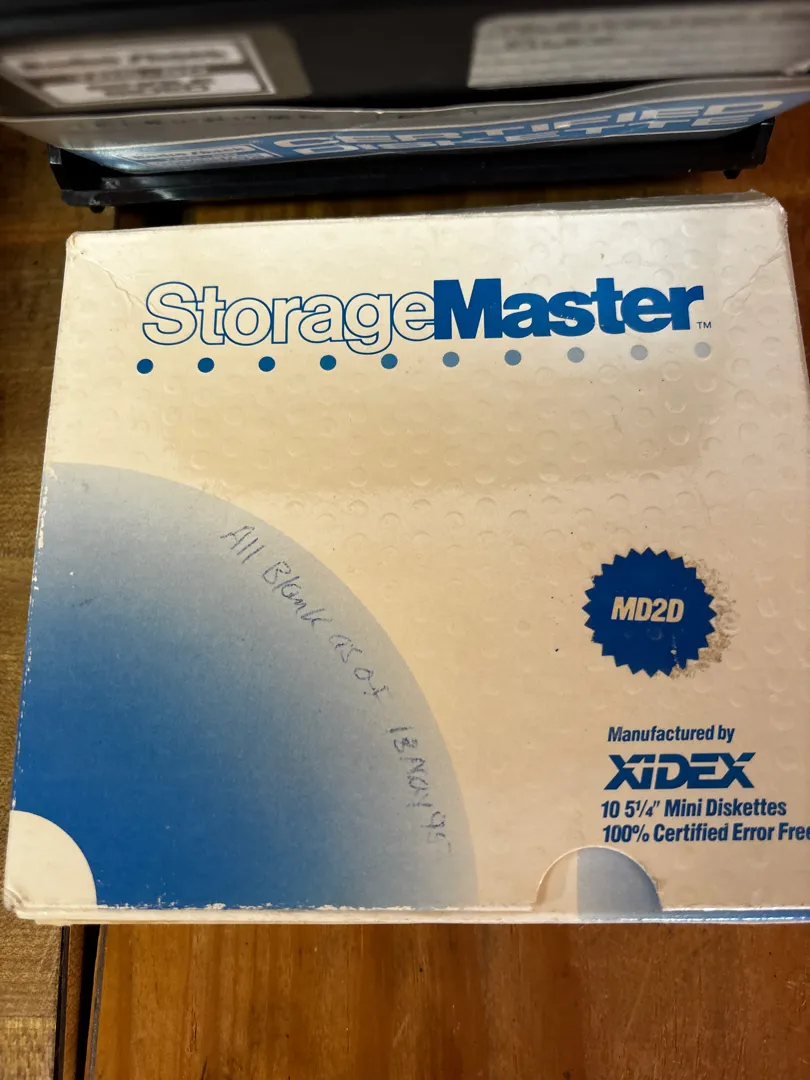 CERTIFIED
DISKETTE
StorageMaster™
All Blank as of 13 Nov 95
MD2D
Manufactured by
XIDEX
10 5¼" Mini Diskettes
100% Certified Error Free